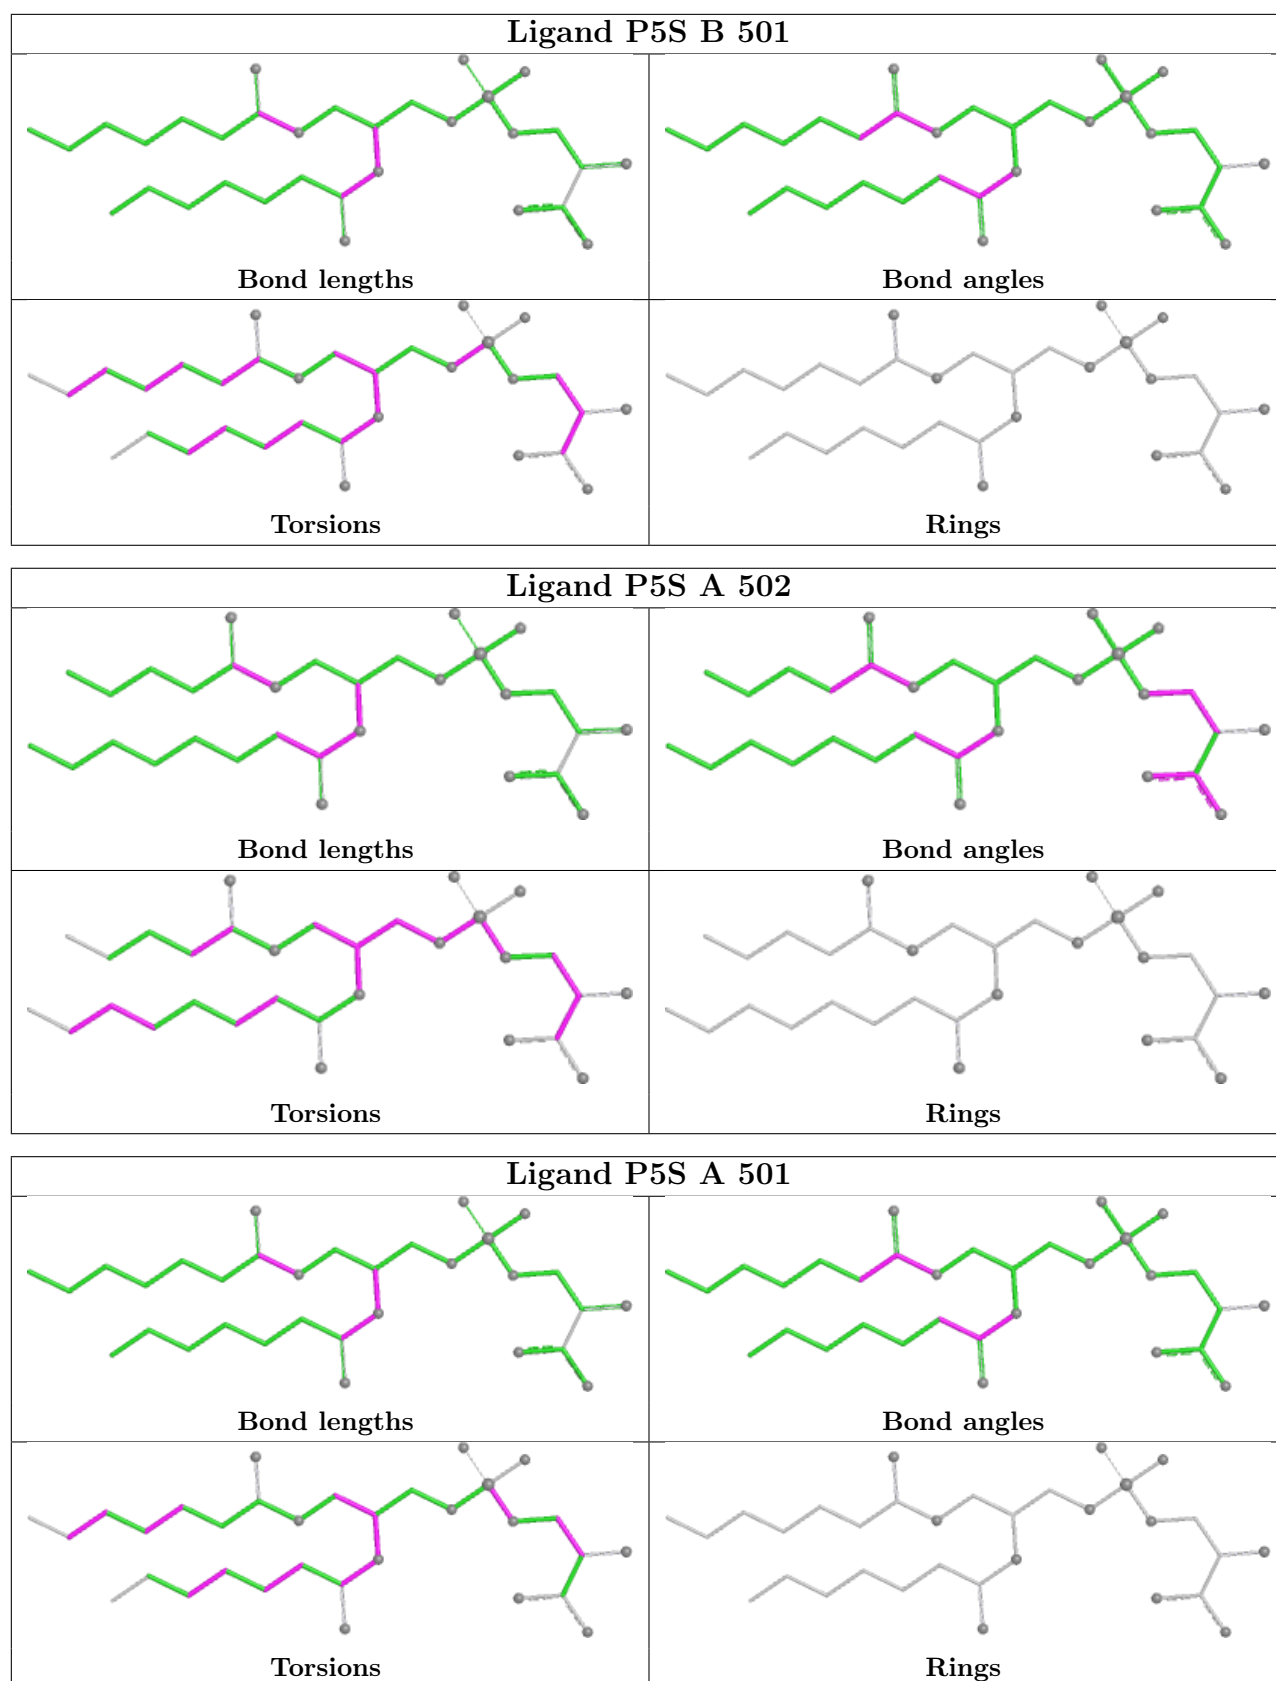 Ligand P5S B 501
Bond lengths
Bond angles
Torsions
Rings
Ligand P5S A 502
Bond lengths
Bond angles
Torsions
Rings
Ligand P5S A 501
Bond lengths
Bond angles
Torsions
Rings